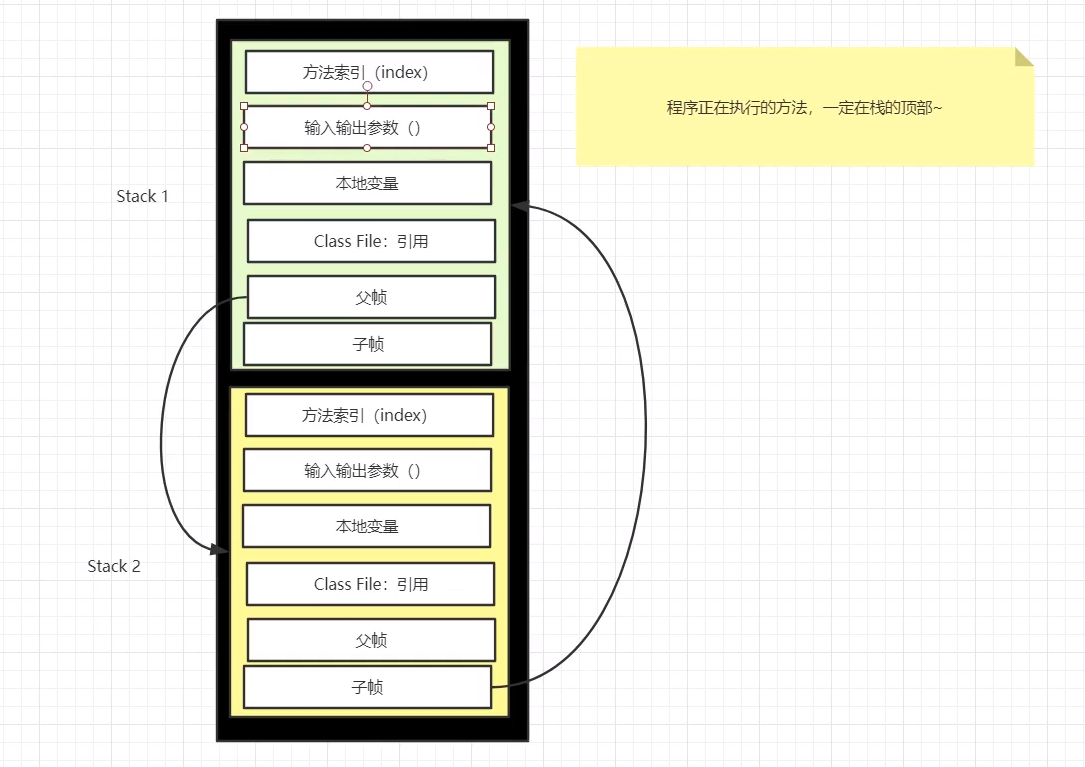 方法索引（index）
程序正在执行的方法，一定在栈的顶部~
输入输出参数（）
本地变量
Stack 1
Class File：引用
父帧
子帧
方法索引（index）
输入输出参数（）
本地变量
Stack 2
Class File：引用
父帧
子帧